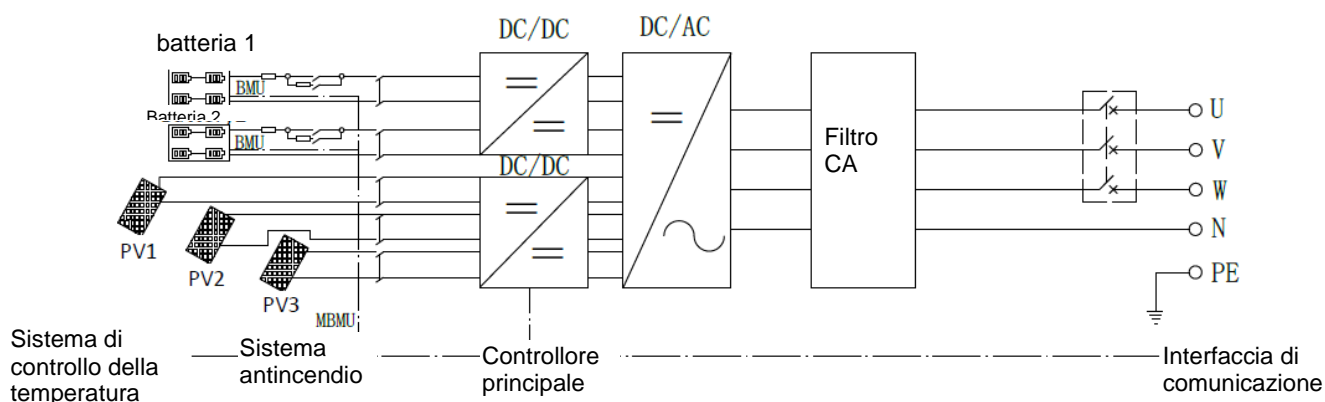 DC/DC
DC/AC
batteria 1
BMU
Batteria 2
BMU
DC/DC
Filtro
CA
U
V
W
N
PE
PV1
PV2
PV3
MBMU
Sistema di
controllo della
temperatura
Sistema
antincendio
Controllore
principale
Interfaccia di
comunicazione